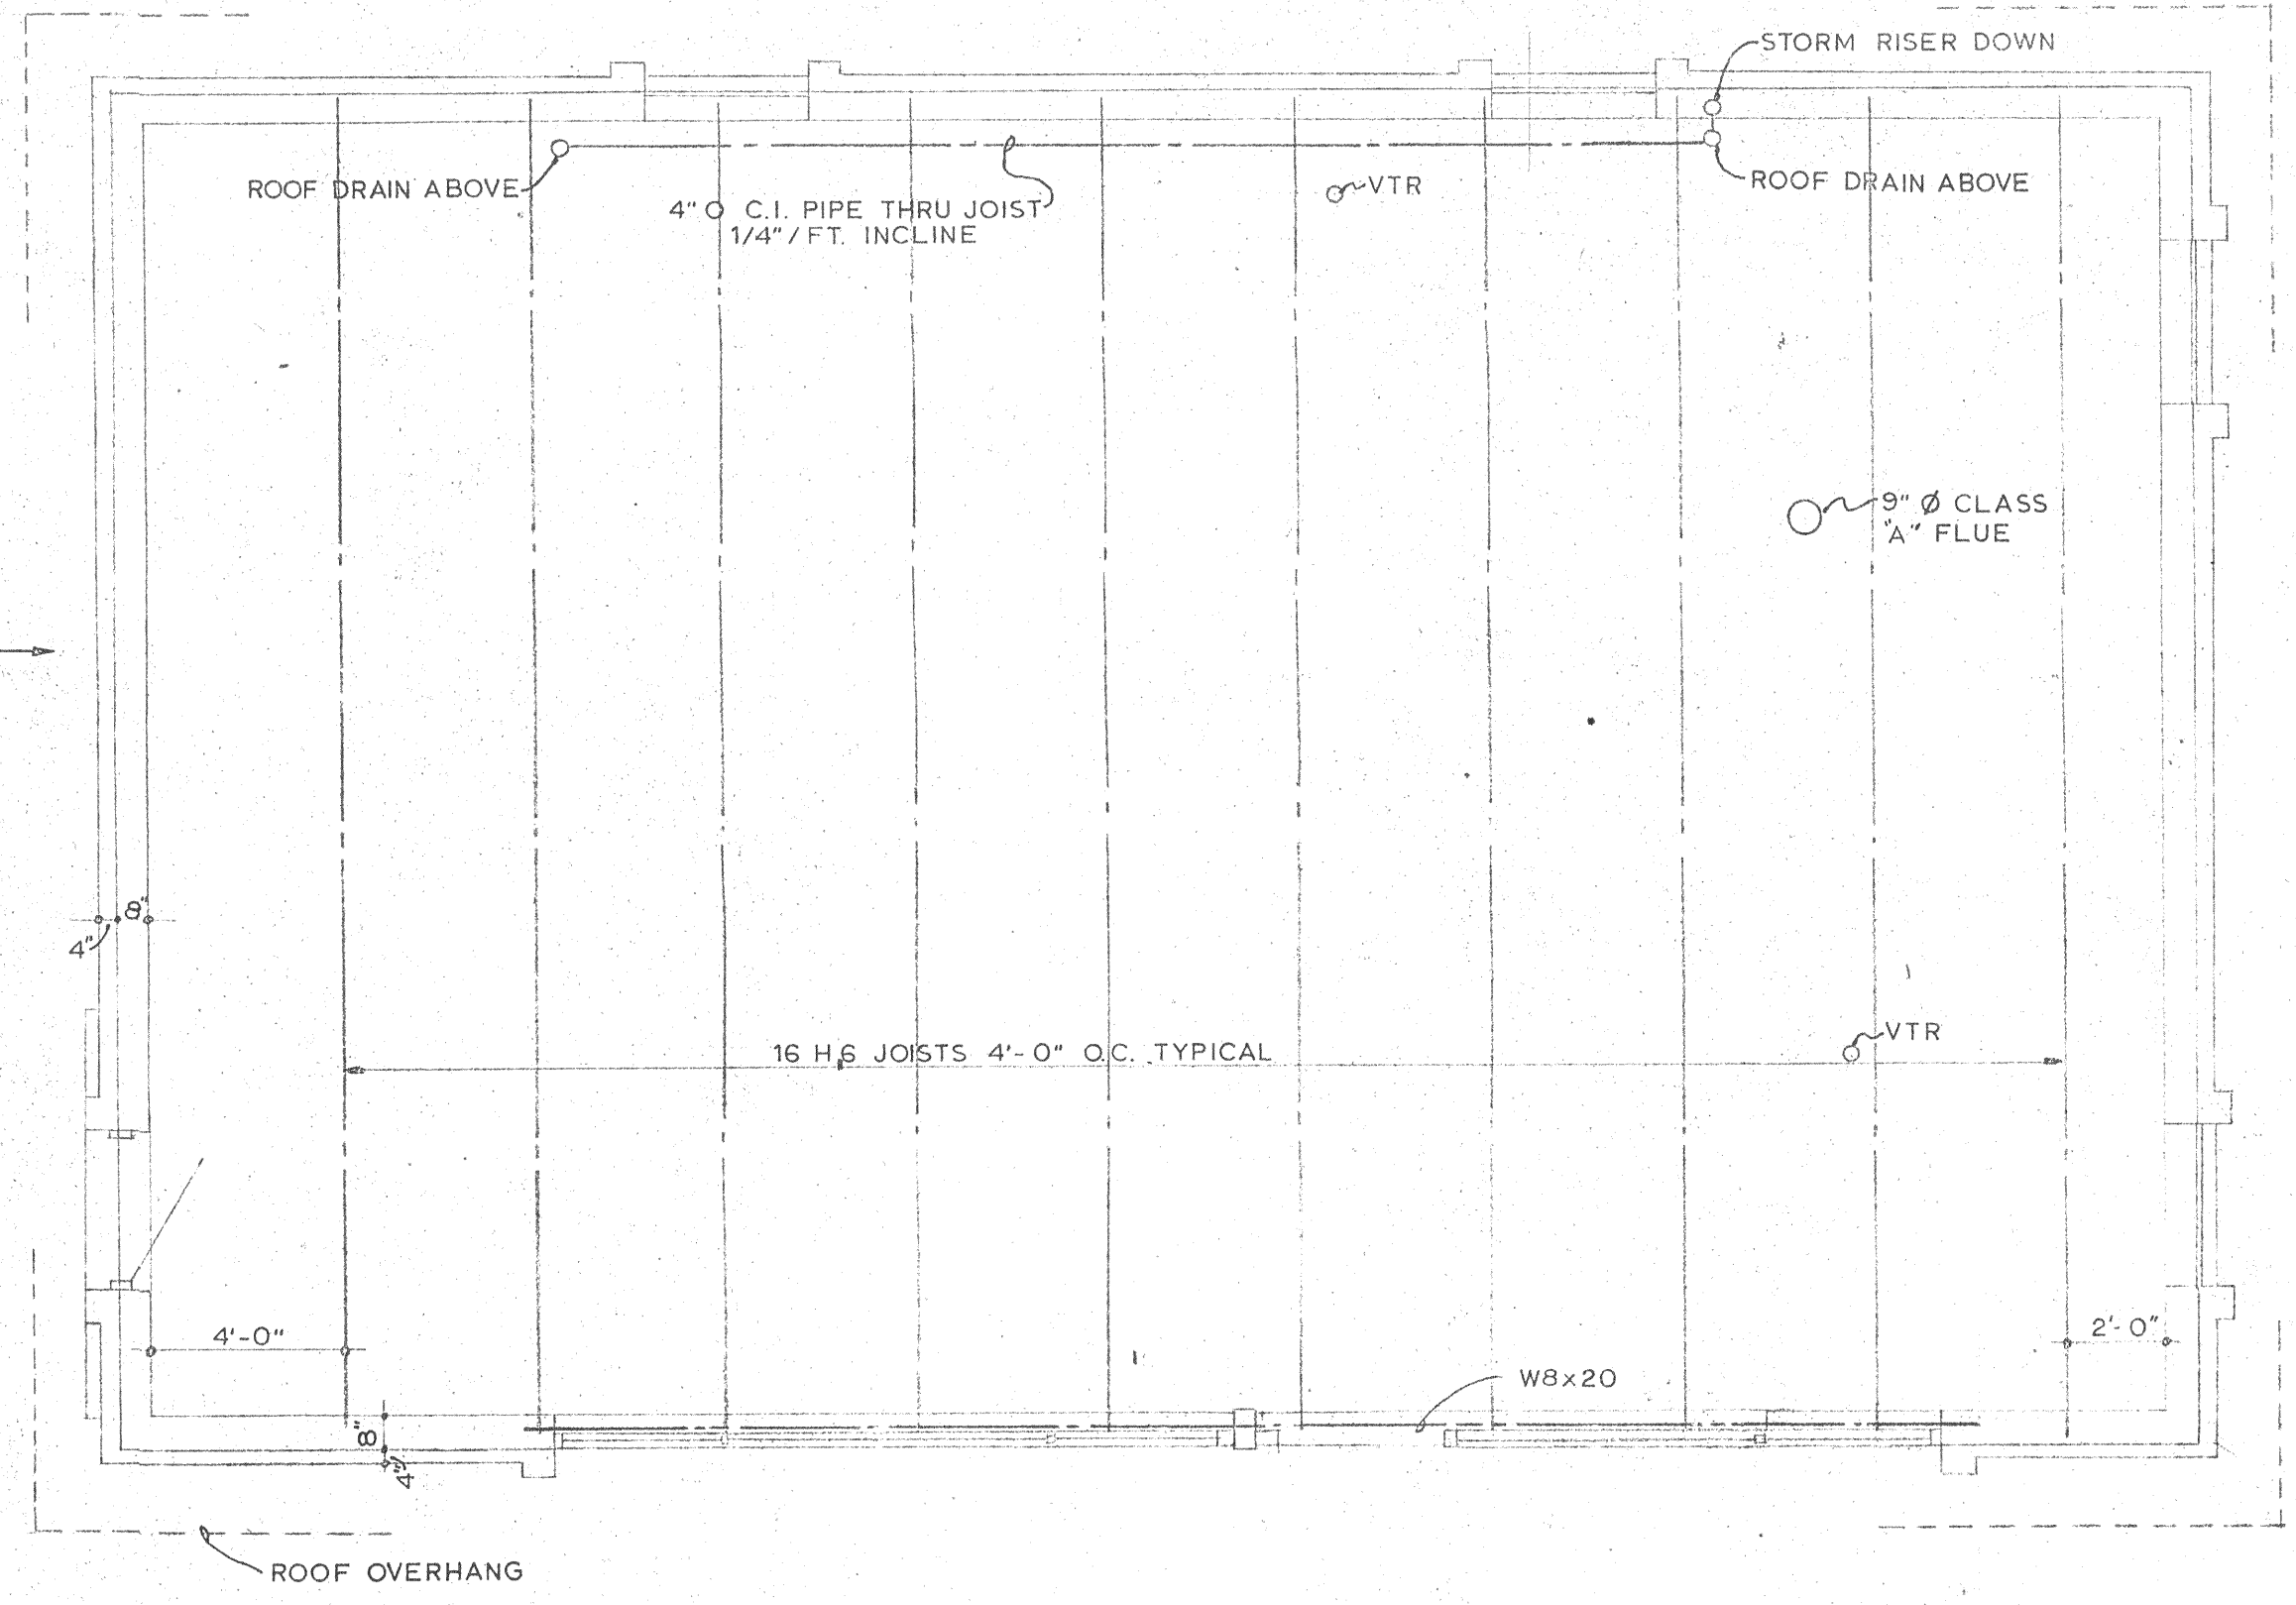 STORM RISER DOWN
ROOF DRAIN ABOVE
4" O C.I. PIPE THRU JOIST
1/4"/FT. INCLINE
VTR
ROOF DRAIN ABOVE
9" Ø CLASS
"A" FLUE
8"
4"
16 H 6 JOISTS 4'-0" O.C. TYPICAL
VTR
4'-0"
2'-0"
W8x20
8"
4"
ROOF OVERHANG